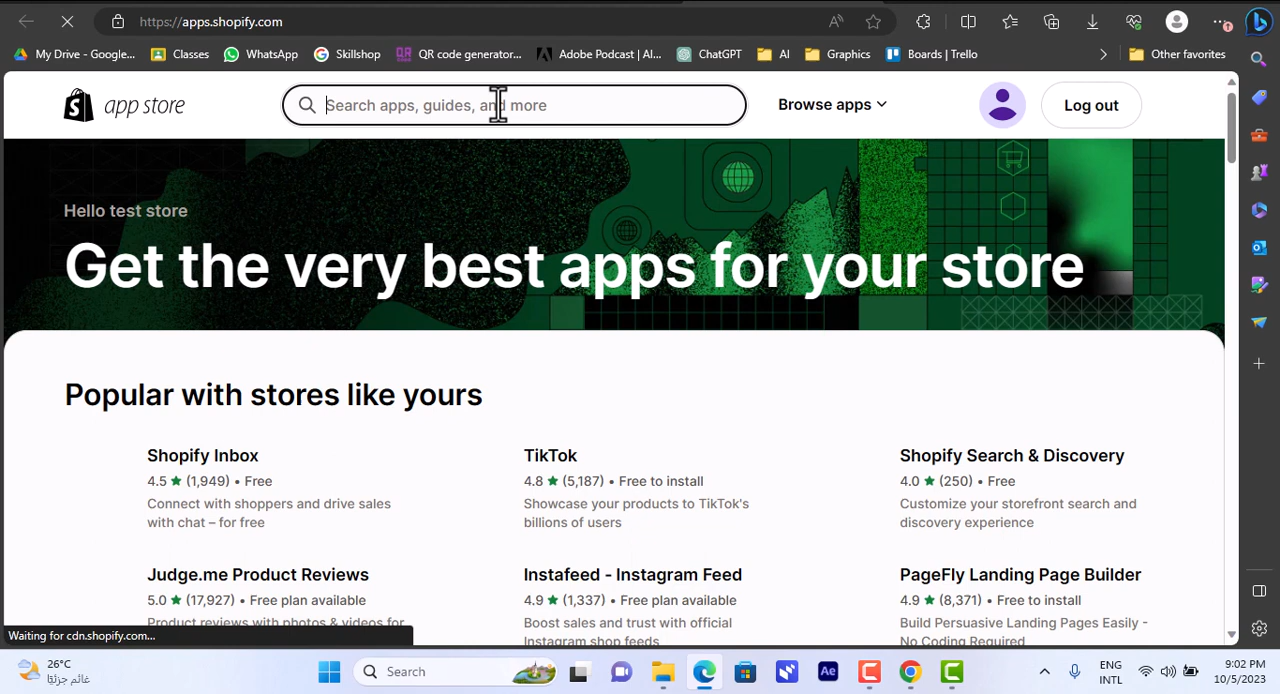 https://apps.shopify.com
My Drive - Google...
Classes
WhatsApp
Skillshop
QR code generator...
Adobe Podcast | Al...
ChatGPT
AI
Graphics
Boards | Trello
Other favorites
app store
Search apps, guides, and more
Browse apps
Log out
Hello test store
Get the very best apps for your store
Popular with stores like yours
Shopify Inbox
4.5 ★ (1,949) • Free
Connect with shoppers and drive sales
with chat – for free
TikTok
4.8 ★ (5,187) • Free to install
Showcase your products to TikTok's
billions of users
Shopify Search & Discovery
4.0 ★ (250) • Free
Customize your storefront search and
discovery experience
Judge.me Product Reviews
5.0 ★ (17,927) • Free plan available
Product reviews with photos & videos for
Instafeed - Instagram Feed
4.9 ★ (1,337) • Free plan available
Boost sales and trust with official
Instagram shop feeds
PageFly Landing Page Builder
4.9 ★ (8,371) • Free to install
Build Persuasive Landing Pages Easily -
No Coding Required
Waiting for cdn.shopify.com...
26°C
غائم جزئيًا
Search
Ae
ENG
INTL
9:02 PM
10/5/2023